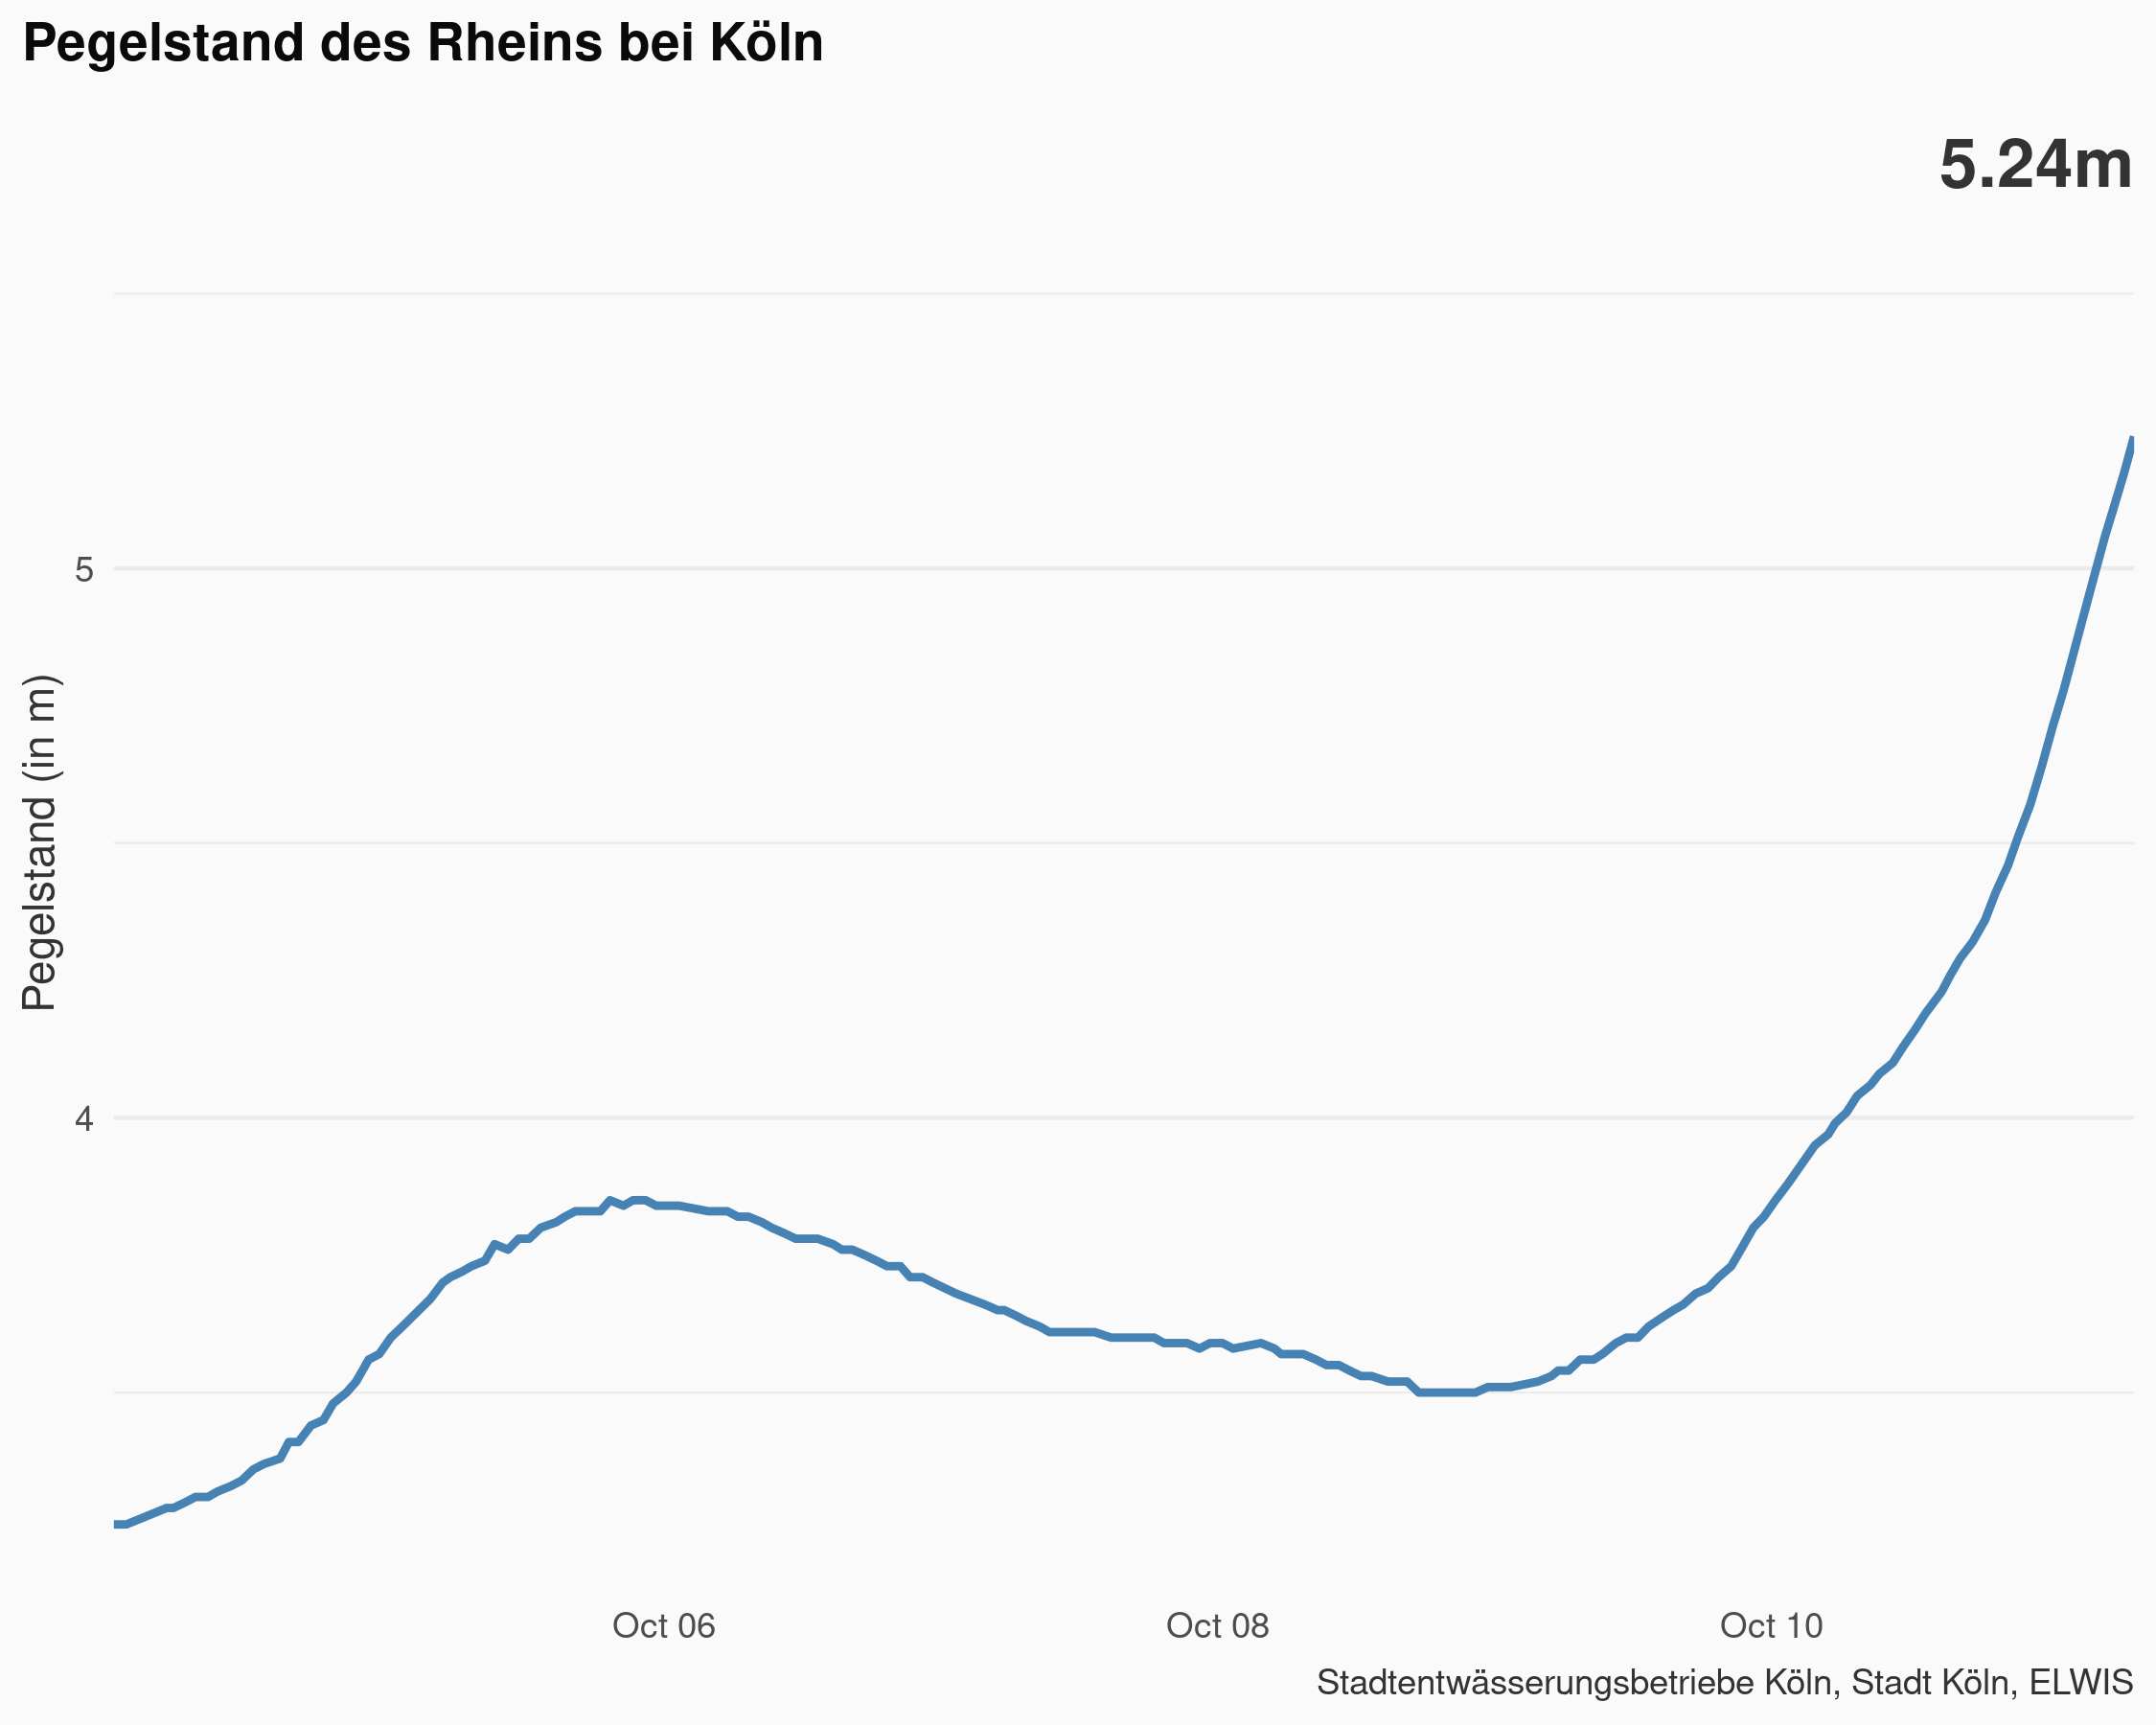 Pegelstand des Rheins bei Köln
5.24m
Pegelstand (in m)
5
4
Oct 06
Oct 08
Oct 10
Stadtentwässerungsbetriebe Köln, Stadt Köln, ELWIS